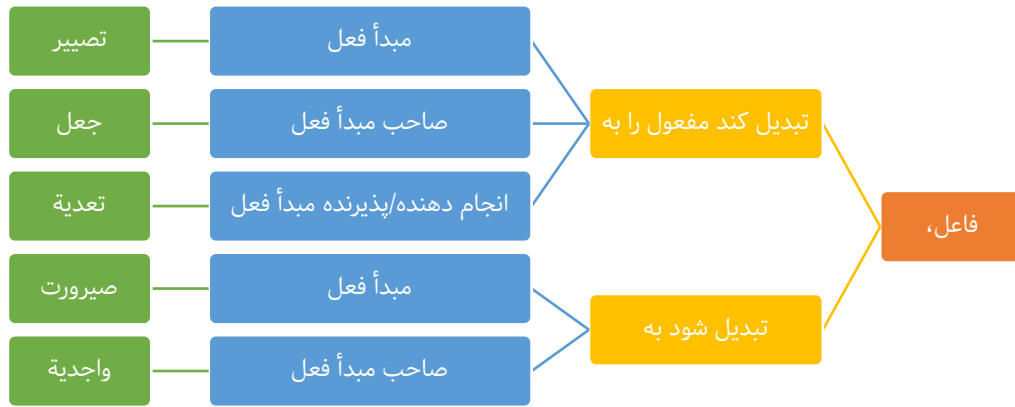 فاعل،
تبدیل کند مفعول را به
مبدأ فعل
تصییر
صاحب مبدأ فعل
جعل
انجام دهنده/پذیرنده مبدأ فعل
تعدیة
تبدیل شود به
مبدأ فعل
صیرورت
صاحب مبدأ فعل
واجدیة